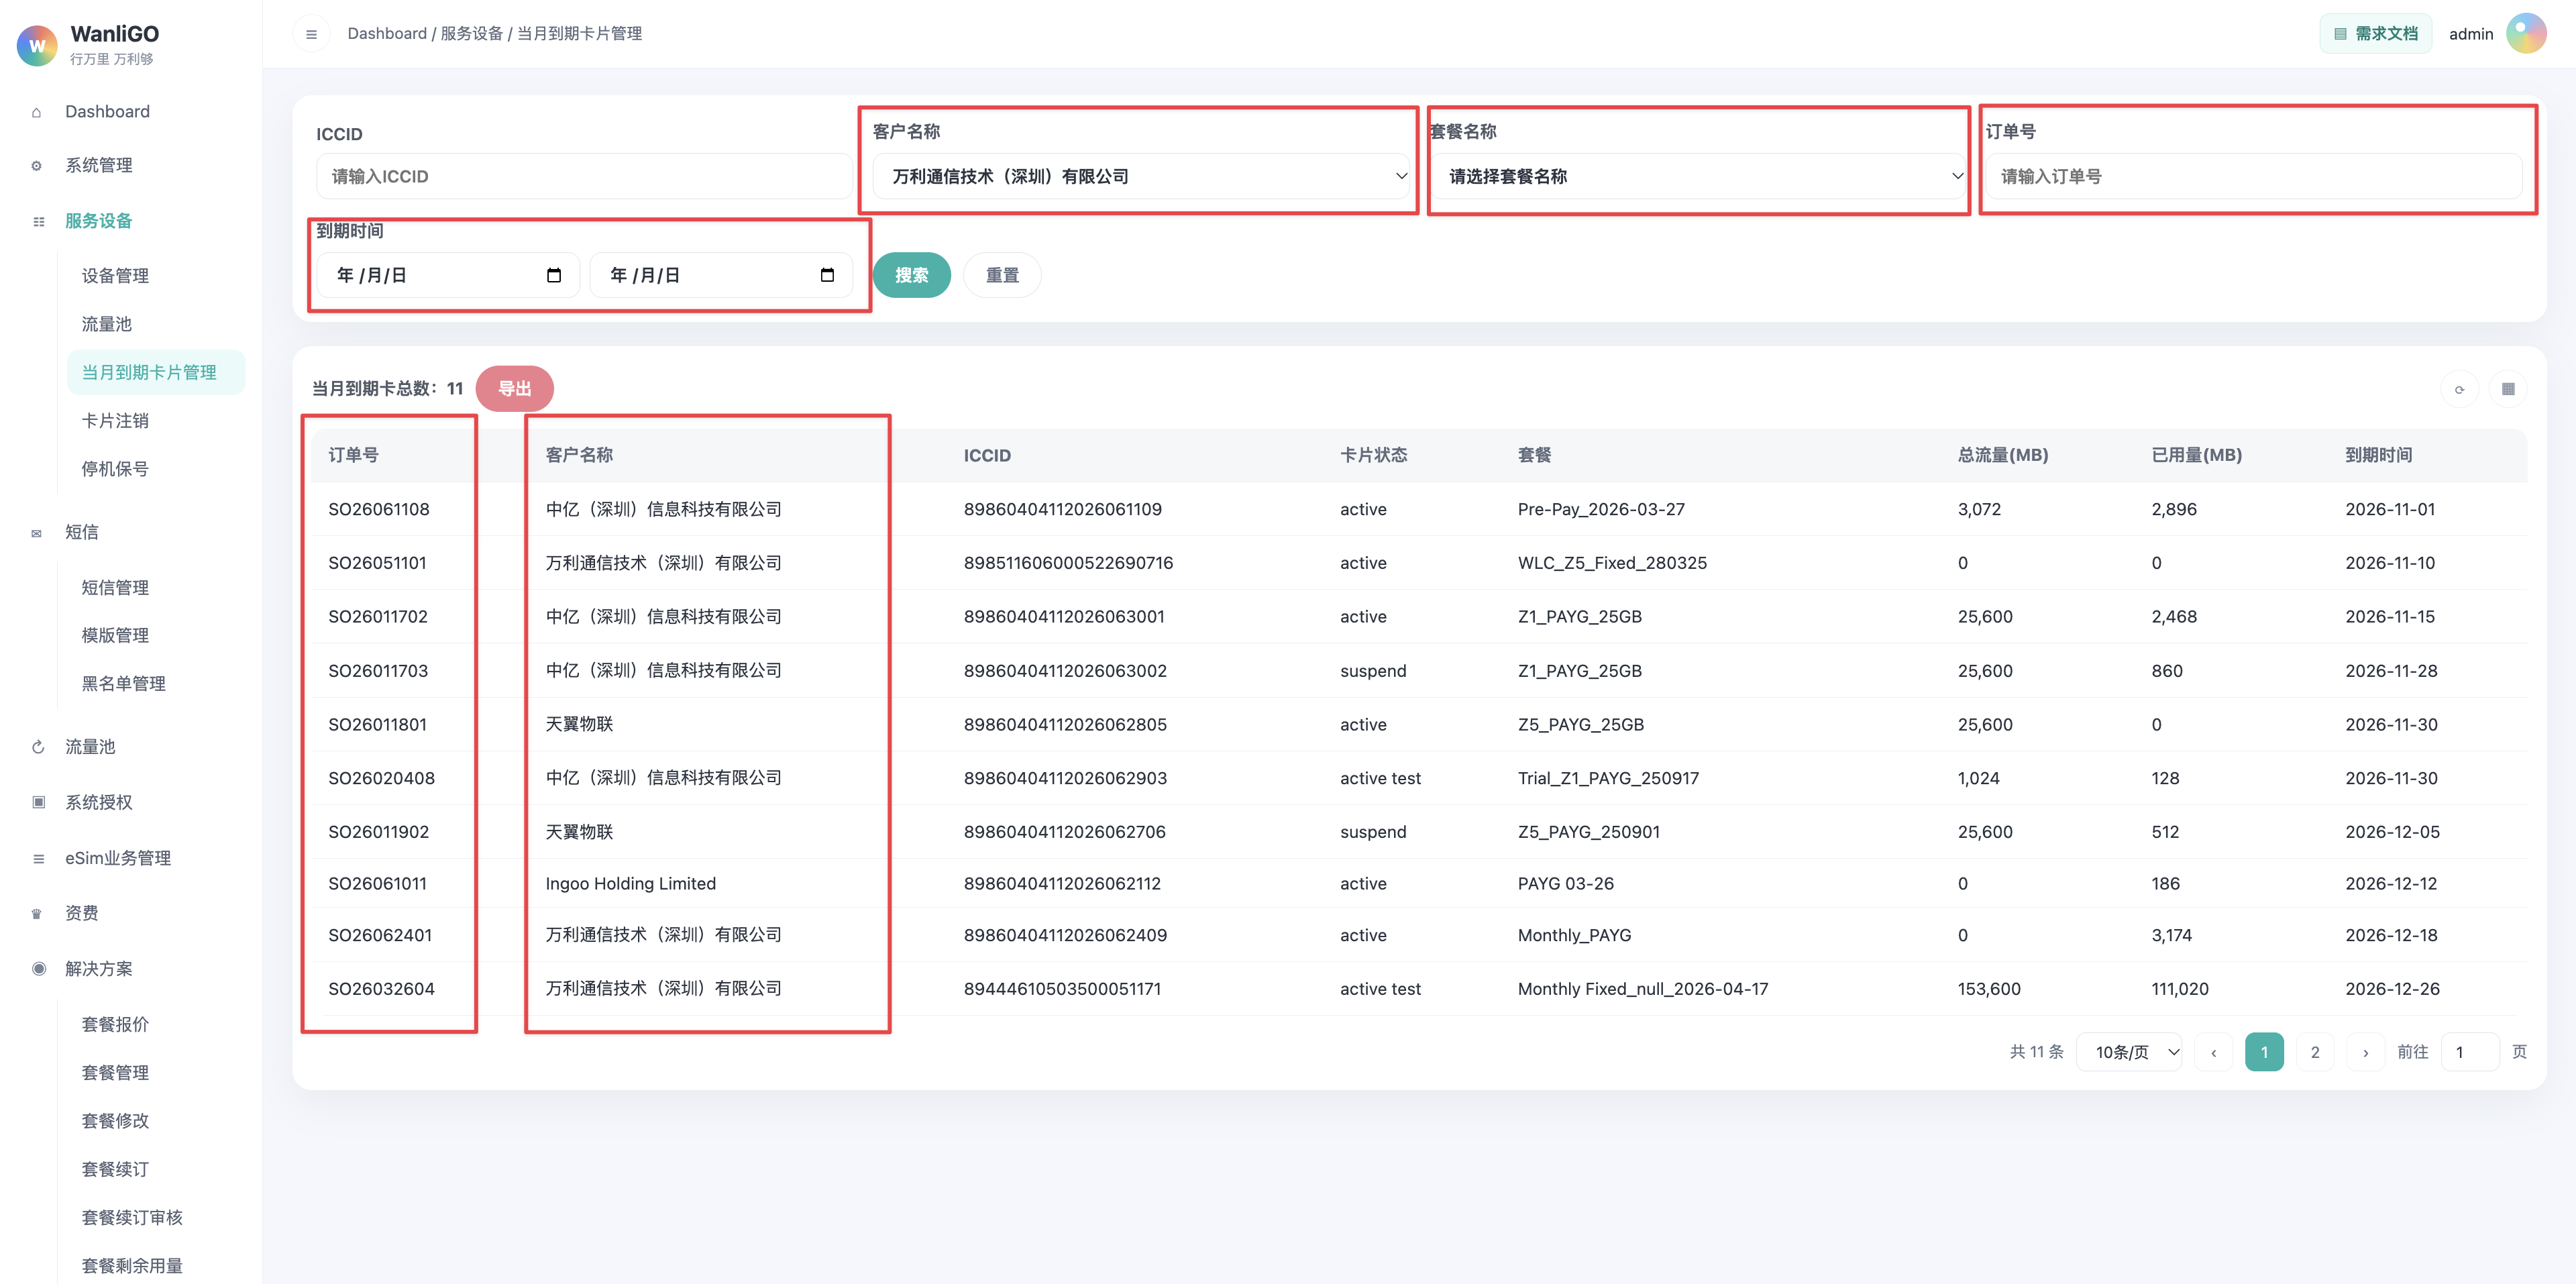 W
WanliGO
行万里 万利够
Dashboard
系统管理
服务设备
设备管理
流量池
当月到期卡片管理
卡片注销
停机保号
短信
短信管理
模版管理
黑名单管理
流量池
系统授权
eSim业务管理
资费
解决方案
套餐报价
套餐管理
套餐修改
套餐续订
套餐续订审核
套餐剩余用量
Dashboard / 服务设备 / 当月到期卡片管理
需求文档 admin
ICCID 客户名称 套餐名称 订单号
请输入ICCID 万利通信技术（深圳）有限公司 请选择套餐名称 请输入订单号
到期时间
年 /月/日 年 /月/日 搜索 重置
当月到期卡总数：11 导出
订单号 客户名称 ICCID 卡片状态 套餐 总流量(MB) 已用量(MB) 到期时间
SO26061108 中亿（深圳）信息科技有限公司 89860404112026061109 active Pre-Pay_2026-03-27 3,072 2,896 2026-11-01
SO26051101 万利通信技术（深圳）有限公司 898511606000522690716 active WLC_Z5_Fixed_280325 0 0 2026-11-10
SO26011702 中亿（深圳）信息科技有限公司 89860404112026063001 active Z1_PAYG_25GB 25,600 2,468 2026-11-15
SO26011703 中亿（深圳）信息科技有限公司 89860404112026063002 suspend Z1_PAYG_25GB 25,600 860 2026-11-28
SO26011801 天翼物联 89860404112026062805 active Z5_PAYG_25GB 25,600 0 2026-11-30
SO26020408 中亿（深圳）信息科技有限公司 89860404112026062903 active test Trial_Z1_PAYG_250917 1,024 128 2026-11-30
SO26011902 天翼物联 89860404112026062706 suspend Z5_PAYG_250901 25,600 512 2026-12-05
SO26061011 Ingoo Holding Limited 89860404112026062112 active PAYG 03-26 0 186 2026-12-12
SO26062401 万利通信技术（深圳）有限公司 89860404112026062409 active Monthly_PAYG 0 3,174 2026-12-18
SO26032604 万利通信技术（深圳）有限公司 89444610503500051171 active test Monthly Fixed_null_2026-04-17 153,600 111,020 2026-12-26
共 11 条 10条/页 ‹ 1 2 › 前往 1 页